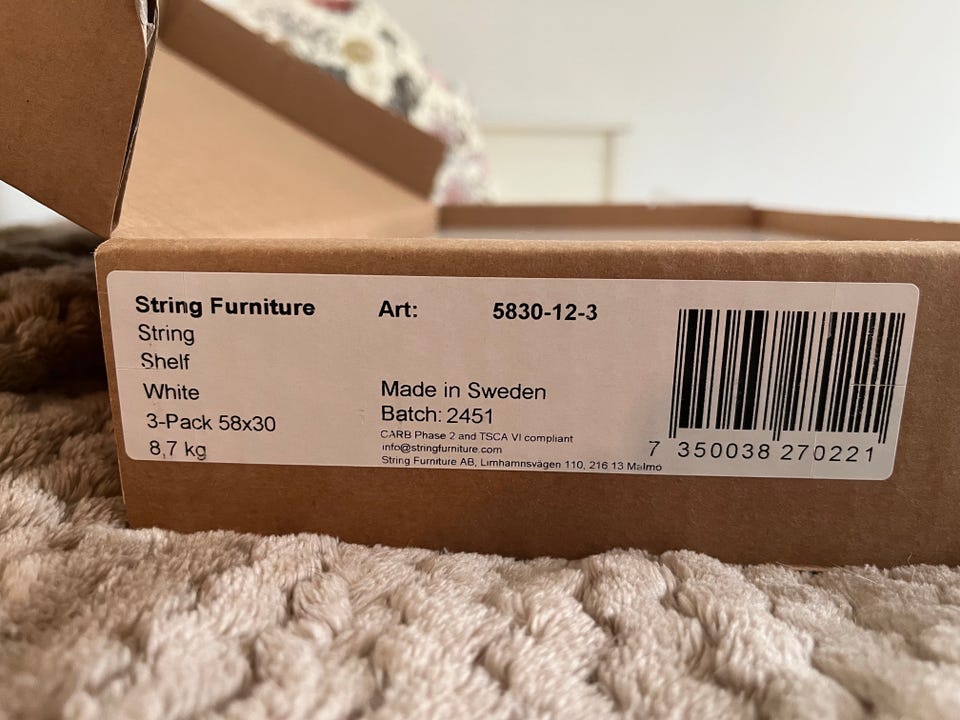 String Furniture
String
Shelf
White
3-Pack 58x30
8,7 kg
Art: 5830-12-3
Made in Sweden
Batch: 2451
CARB Phase 2 and TSCA VI compliant
info@stringfurniture.com
String Furniture AB, Limhamnsvägen 110, 216 13 Malmö
7 350038 270221